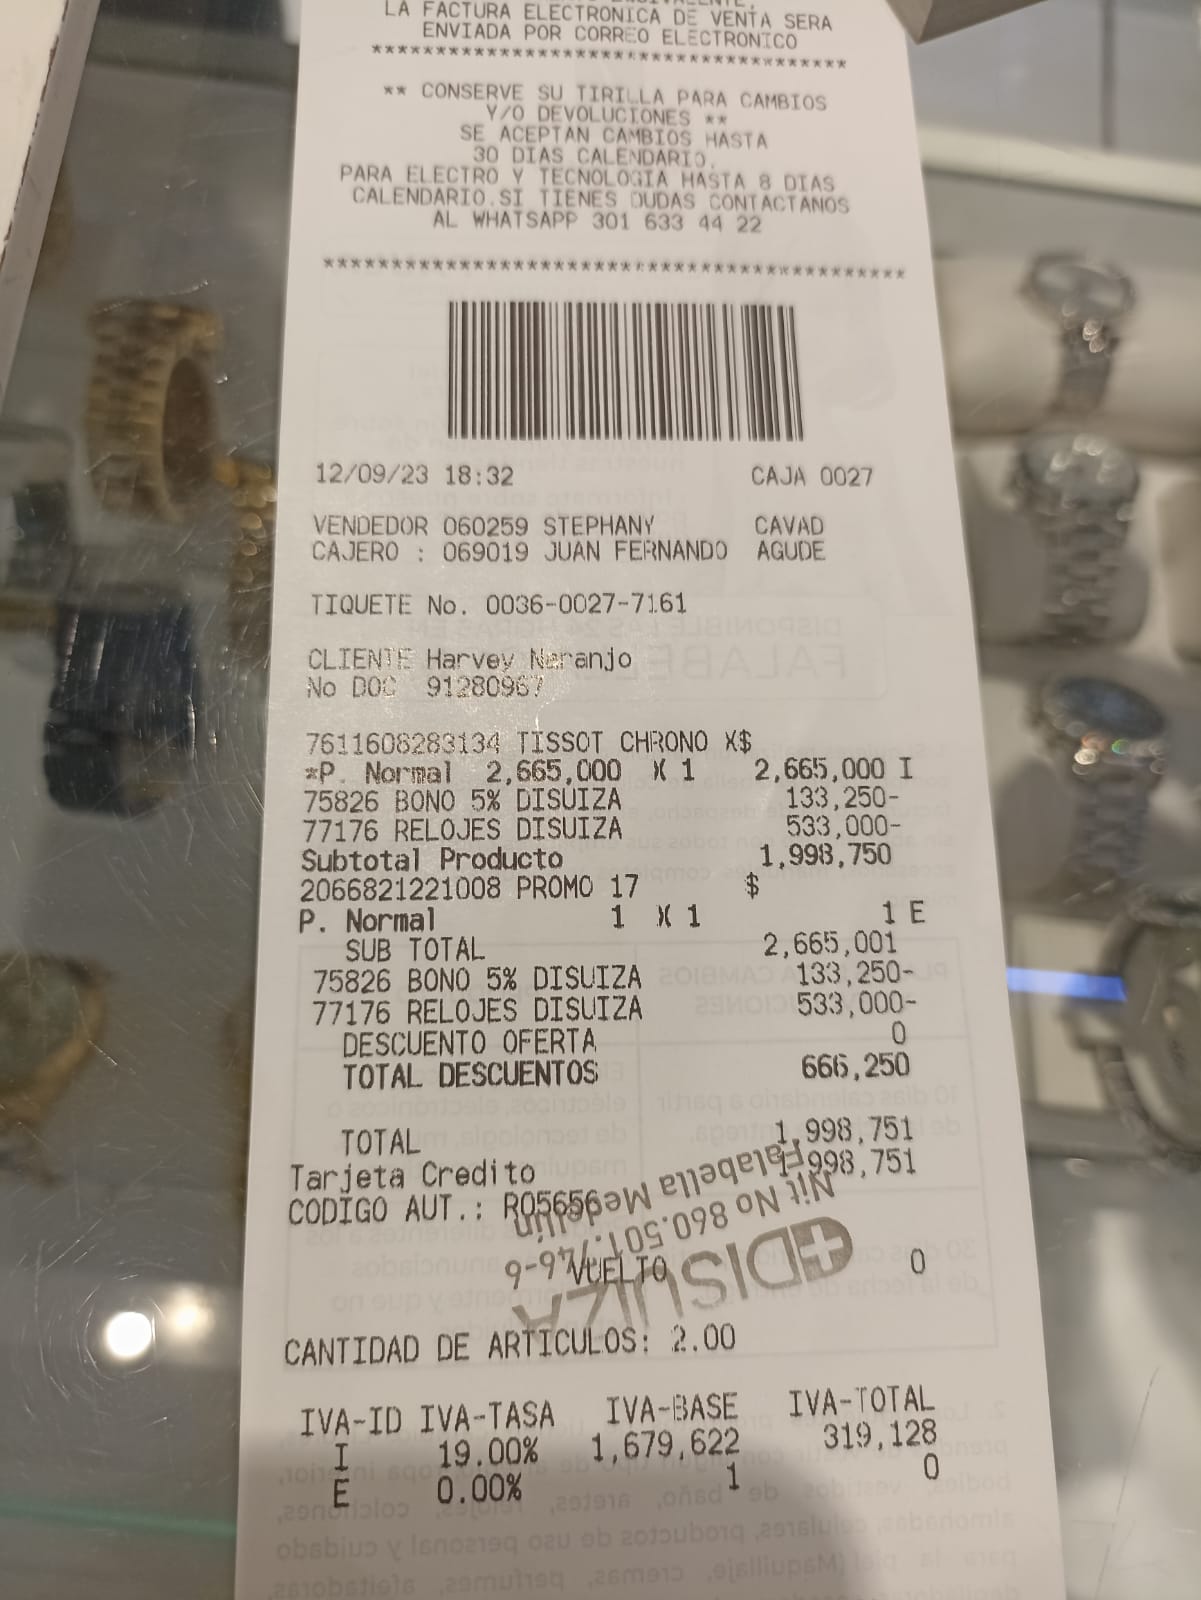 LA FACTURA ELECTRONICA DE VENTA SERA
ENVIADA POR CORREO ELECTRONICO
*******************************************
** CONSERVE SU TIRILLA PARA CAMBIOS
Y/O DEVOLUCIONES **
SE ACEPTAN CAMBIOS HASTA
30 DIAS CALENDARIO.
PARA ELECTRO Y TECNOLOGIA HASTA 8 DIAS
CALENDARIO.SI TIENES DUDAS CONTACTANOS
AL WHATSAPP 301 633 44 22
*******************************************
12/09/23 18:32 CAJA 0027
VENDEDOR 060259 STEPHANY CAVAD
CAJERO : 069019 JUAN FERNANDO AGUDE
TIQUETE No. 0036-0027-7161
CLIENTE Harvey Naranjo
No DOC 91280967
7611608283134 TISSOT CHRONO X$
*P. Normal 2,665,000 X 1 2,665,000 I
75826 BONO 5% DISUIZA 133,250-
77176 RELOJES DISUIZA 533,000-
Subtotal Producto 1,998,750
2066821221008 PROMO 17 $
P. Normal 1 X 1 1 E
SUB TOTAL 2,665,001
75826 BONO 5% DISUIZA 133,250-
77176 RELOJES DISUIZA 533,000-
DESCUENTO OFERTA 0
TOTAL DESCUENTOS 666,250
TOTAL 1,998,751
Tarjeta Credito 1,998,751
CODIGO AUT.: R05656
VUELTO 0
DISUIZA
Nit No 860.501.746-6
Falabella Medellín
CANTIDAD DE ARTICULOS: 2.00
IVA-ID IVA-TASA IVA-BASE IVA-TOTAL
I 19.00% 1,679,622 319,128
E 0.00% 1 0